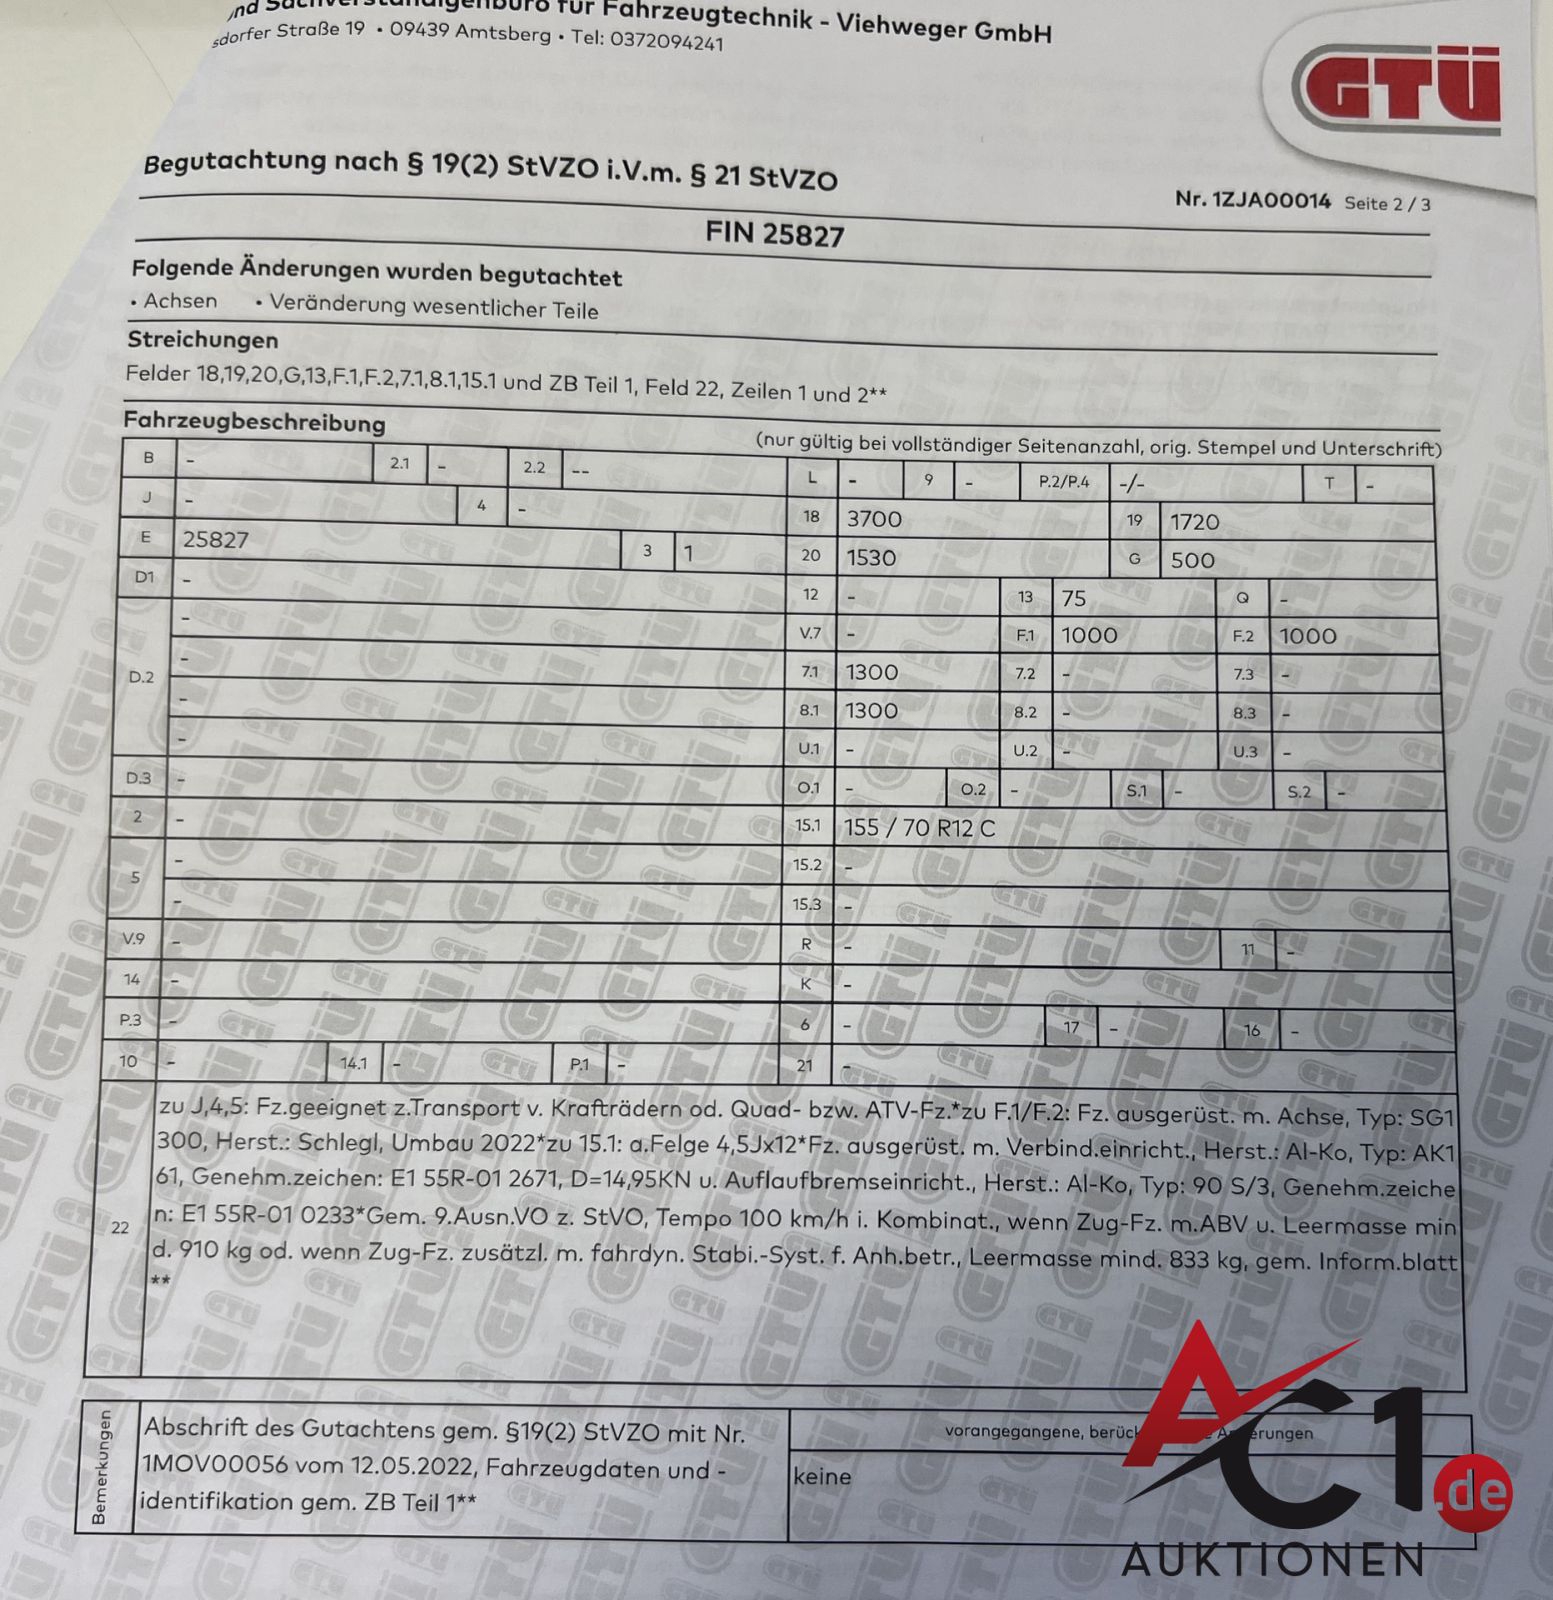 nd Sachverständigenbüro für Fahrzeugtechnik - Viehweger GmbH
sdorfer Straße 19 • 09439 Amtsberg • Tel: 0372094241
GTÜ
Begutachtung nach § 19(2) StVZO i.V.m. § 21 StVZO
Nr. 1ZJA00014 Seite 2 / 3
FIN 25827
Folgende Änderungen wurden begutachtet
• Achsen • Veränderung wesentlicher Teile
Streichungen
Felder 18,19,20,G,13,F.1,F.2,7.1,8.1,15.1 und ZB Teil 1, Feld 22, Zeilen 1 und 2**
Fahrzeugbeschreibung
(nur gültig bei vollständiger Seitenanzahl, orig. Stempel und Unterschrift)
B - 2.1 - 2.2 --
J - 4 -
E 25827 3 1
D1 -
D.2 -
-
-
-
D.3 -
2 -
5 -
-
V.9 -
14 -
P.3 -
10 - 14.1 - P.1 -
L - 9 - P.2/P.4 -/- T -
18 3700 19 1720
20 1530 G 500
12 - 13 75 Q -
V.7 - F.1 1000 F.2 1000
7.1 1300 7.2 - 7.3 -
8.1 1300 8.2 - 8.3 -
U.1 - U.2 - U.3 -
O.1 - O.2 - S.1 - S.2 -
15.1 155 / 70 R12 C
15.2 -
15.3 -
R - 11 -
K -
6 - 17 - 16 -
21 -
22
zu J,4,5: Fz.geeignet z.Transport v. Krafträdern od. Quad- bzw. ATV-Fz.*zu F.1/F.2: Fz. ausgerüst. m. Achse, Typ: SG1
300, Herst.: Schlegl, Umbau 2022*zu 15.1: a.Felge 4,5Jx12*Fz. ausgerüst. m. Verbind.einricht., Herst.: Al-Ko, Typ: AK1
61, Genehm.zeichen: E1 55R-01 2671, D=14,95KN u. Auflaufbremseinricht., Herst.: Al-Ko, Typ: 90 S/3, Genehm.zeiche
n: E1 55R-01 0233*Gem. 9.Ausn.VO z. StVO, Tempo 100 km/h i. Kombinat., wenn Zug-Fz. m.ABV u. Leermasse min
d. 910 kg od. wenn Zug-Fz. zusätzl. m. fahrdyn. Stabi.-Syst. f. Anh.betr., Leermasse mind. 833 kg, gem. Inform.blatt
**
Bemerkungen
Abschrift des Gutachtens gem. §19(2) StVZO mit Nr.
1MOV00056 vom 12.05.2022, Fahrzeugdaten und -
identifikation gem. ZB Teil 1**
vorangegangene, berück
erungen
keine
AC1.de
AUKTIONEN